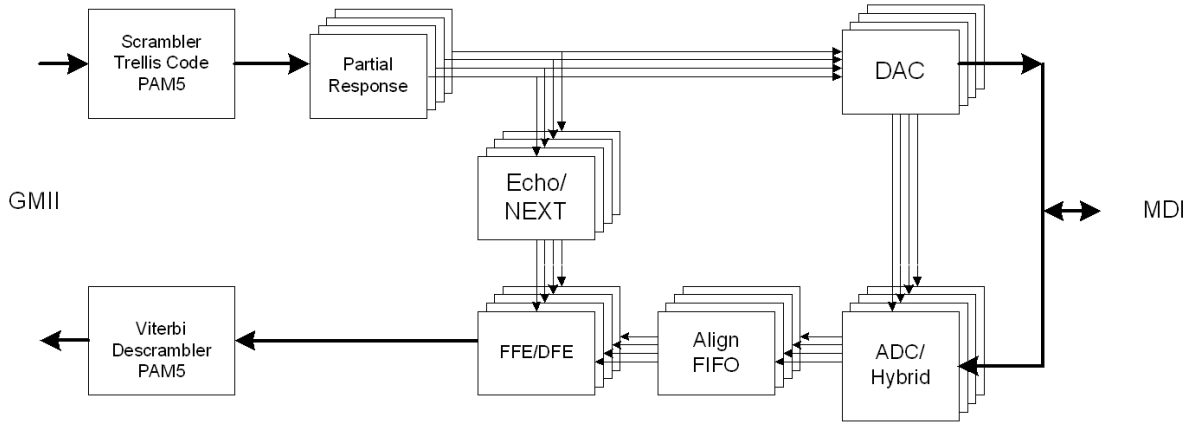 Scrambler
Trellis Code
PAM5
Partial
Response
DAC
Echo/
NEXT
GMII
MDI
Viterbi
Descrambler
PAM5
FFE/DFE
Align
FIFO
ADC/
Hybrid